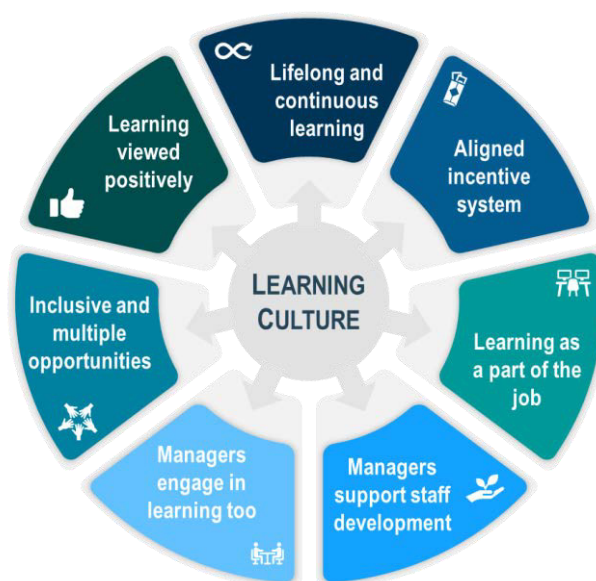 Lifelong and
continuous
learning
Aligned
incentive
system
Learning as
a part of the
job
Managers
support staff
development
Managers
engage in
learning too
Inclusive and
multiple
opportunities
Learning
viewed
positively
LEARNING
CULTURE